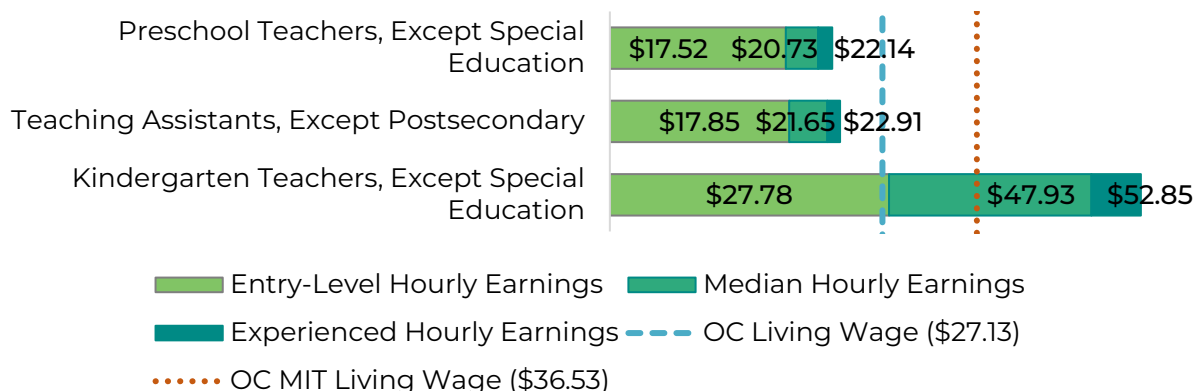 Preschool Teachers, Except Special
Education
$17.52 $20.73 $22.14
Teaching Assistants, Except Postsecondary
$17.85 $21.65 $22.91
Kindergarten Teachers, Except Special
Education
$27.78 $47.93 $52.85
Entry-Level Hourly Earnings Median Hourly Earnings
Experienced Hourly Earnings OC Living Wage ($27.13)
OC MIT Living Wage ($36.53)